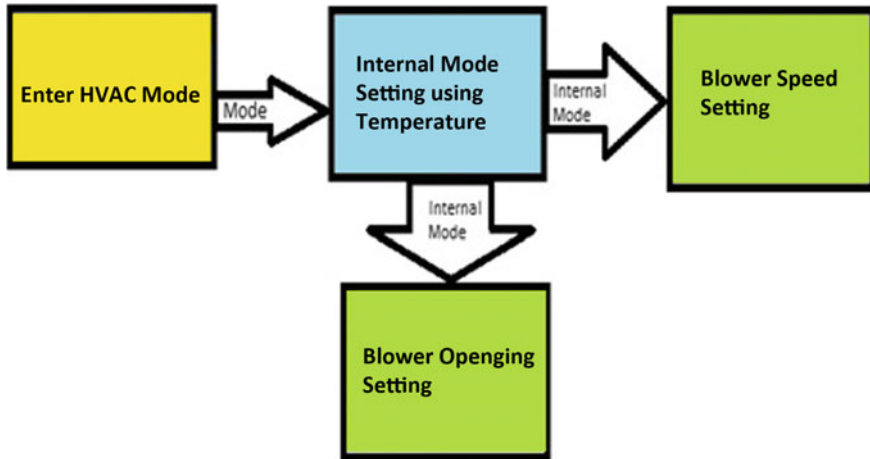 Enter HVAC Mode
Mode
Internal Mode
Setting using
Temperature
Internal
Mode
Blower Speed
Setting
Internal
Mode
Blower Openging
Setting